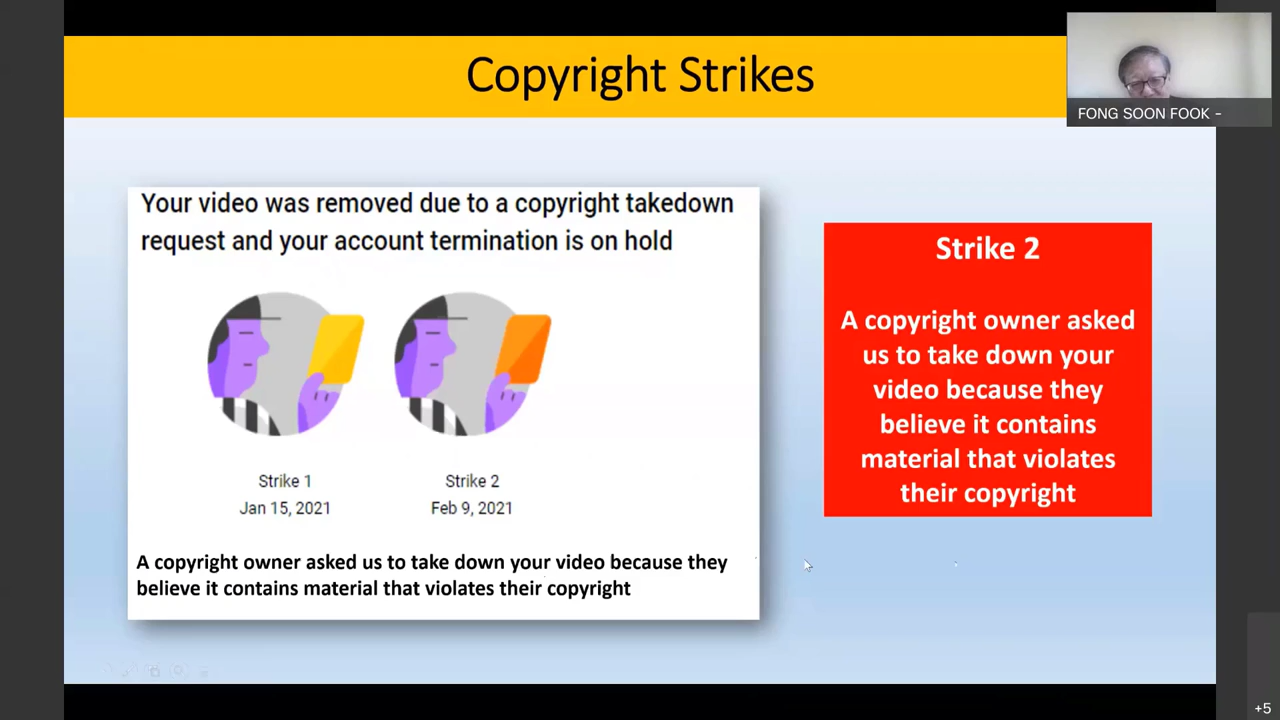 Copyright Strikes
FONG SOON FOOK -
Your video was removed due to a copyright takedown
request and your account termination is on hold
Strike 1
Jan 15, 2021
Strike 2
Feb 9, 2021
A copyright owner asked us to take down your video because they
believe it contains material that violates their copyright
Strike 2
A copyright owner asked
us to take down your
video because they
believe it contains
material that violates
their copyright
+5